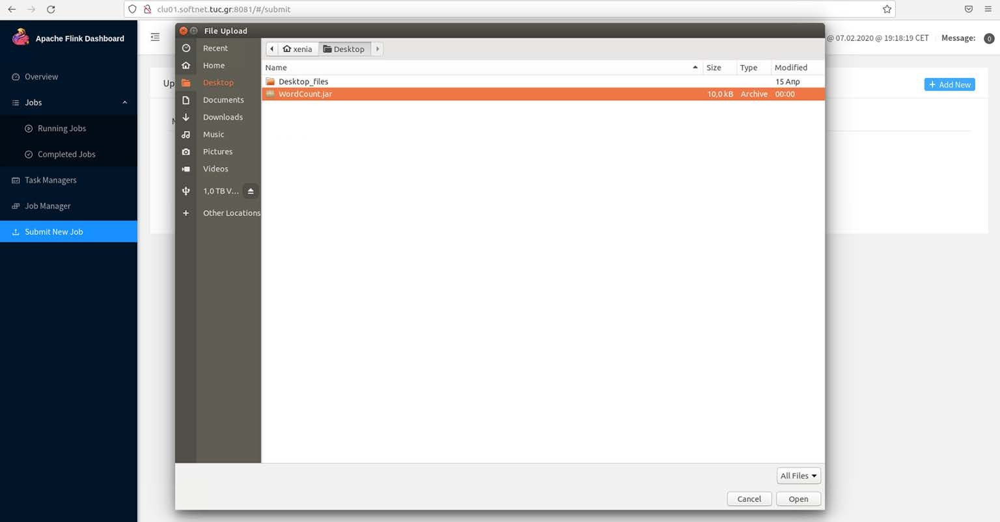 clu01.softnet.tuc.gr:8081/#/submit
Apache Flink Dashboard
Overview
Jobs
Running Jobs
Completed Jobs
Task Managers
Job Manager
Submit New Job
@ 07.02.2020 @ 19:18:19 CET
Message:
0
Up
+ Add New
File Upload
Recent
Home
Desktop
Documents
Downloads
Music
Pictures
Videos
1,0 TB V...
Other Locations
xenia
Desktop
Name Size Type Modified
Desktop_files 15 Απρ
WordCount.jar 10,0 kB Archive 00:00
All Files
Cancel
Open